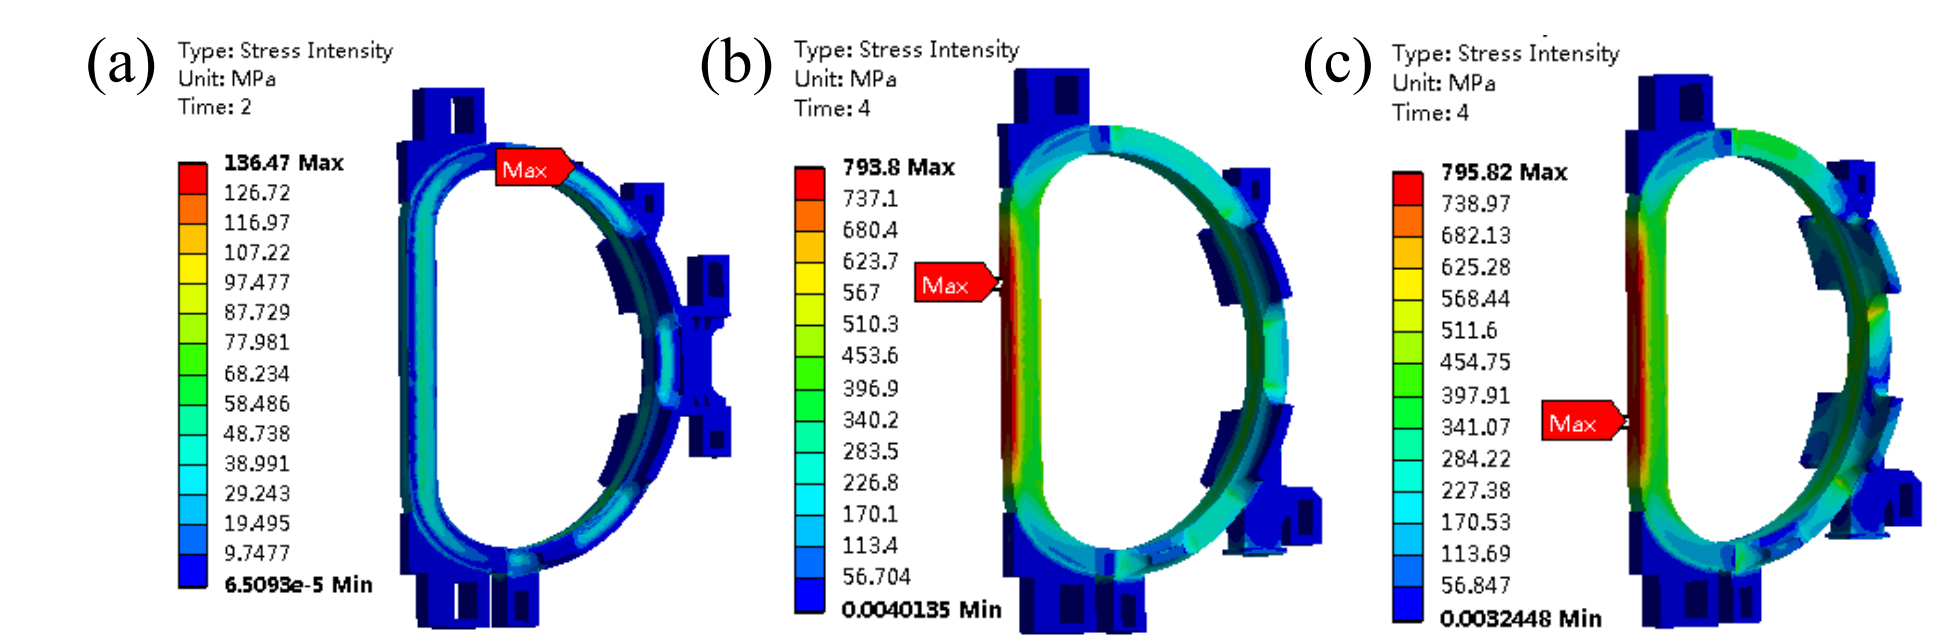 (a)
Type: Stress Intensity
Unit: MPa
Time: 2
136.47 Max
126.72
116.97
107.22
97.477
87.729
77.981
68.234
58.486
48.738
38.991
29.243
19.495
9.7477
6.5093e-5 Min
Max
(b)
Type: Stress Intensity
Unit: MPa
Time: 4
793.8 Max
737.1
680.4
623.7
567
510.3
453.6
396.9
340.2
283.5
226.8
170.1
113.4
56.704
0.0040135 Min
Max
(c)
Type: Stress Intensity
Unit: MPa
Time: 4
795.82 Max
738.97
682.13
625.28
568.44
511.6
454.75
397.91
341.07
284.22
227.38
170.53
113.69
56.847
0.0032448 Min
Max